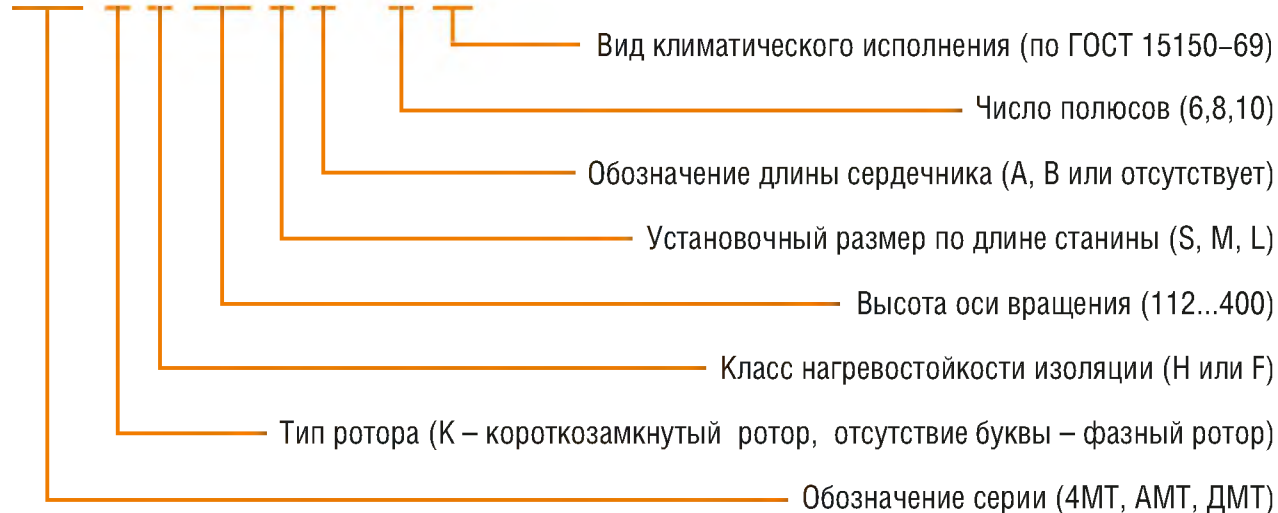 Вид климатического исполнения (по ГОСТ 15150–69)
Число полюсов (6,8,10)
Обозначение длины сердечника (А, В или отсутствует)
Установочный размер по длине станины (S, M, L)
Высота оси вращения (112...400)
Класс нагревостойкости изоляции (Н или F)
Тип ротора (К – короткозамкнутый ротор, отсутствие буквы – фазный ротор)
Обозначение серии (4МТ, АМТ, ДМТ)